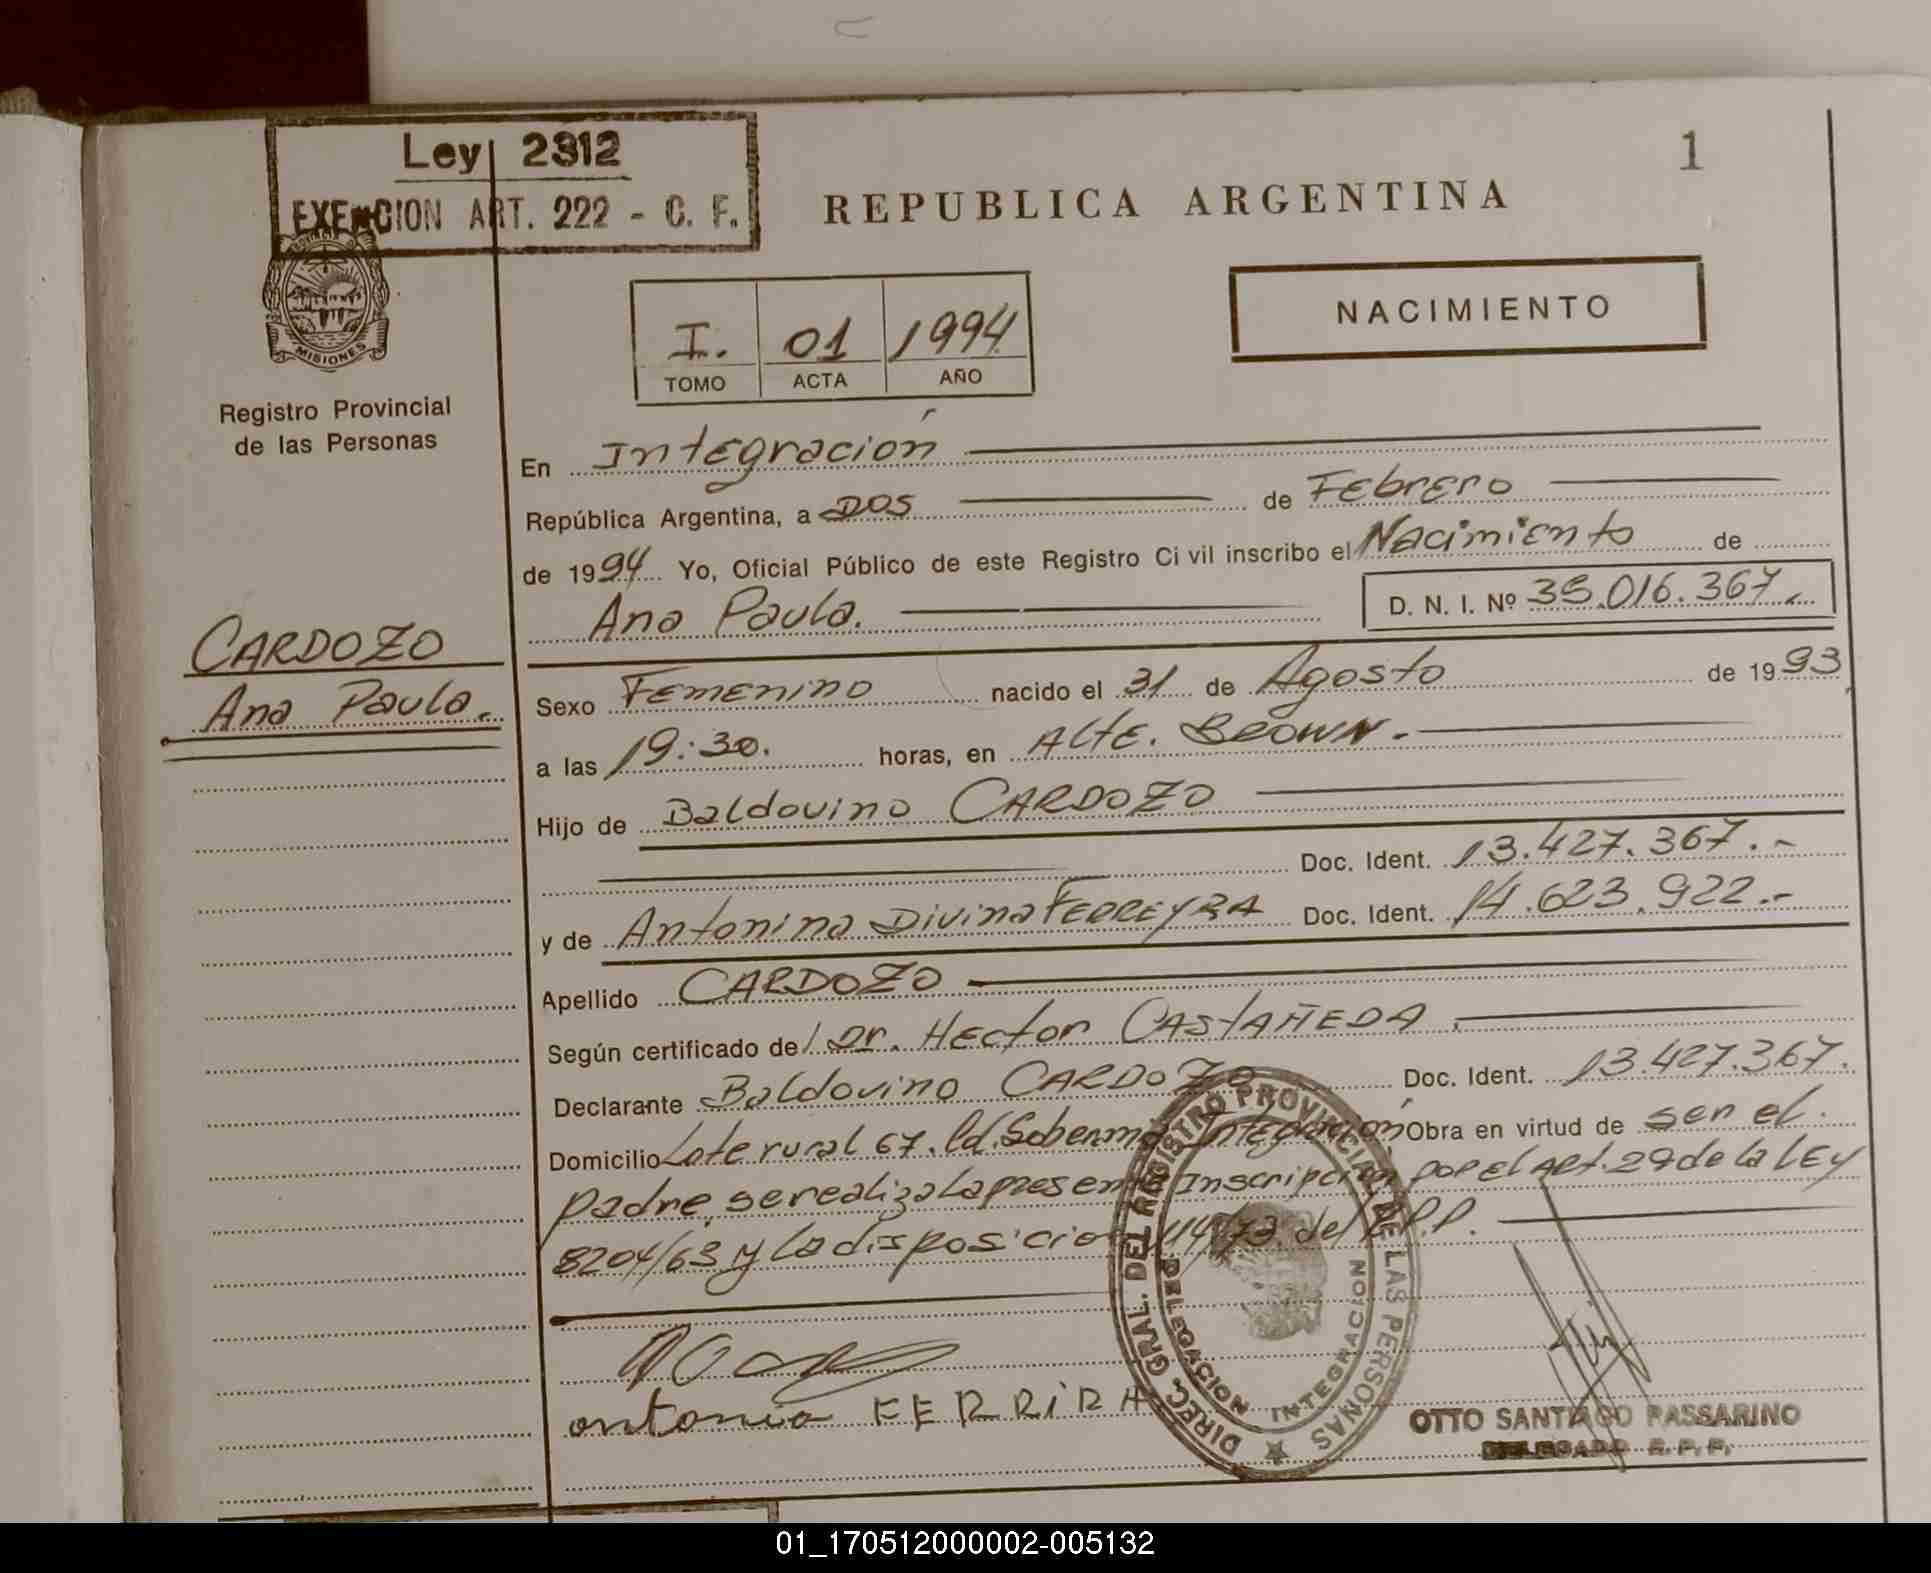 Ley 2312
EXENCION ART. 222 - C. F.
1
REPUBLICA ARGENTINA
MISIONES
Registro Provincial
de las Personas
I. 01 1994
TOMO ACTA AÑO
NACIMIENTO
En Integración
República Argentina, a DOS de Febrero
de 1994 Yo, Oficial Público de este Registro Ci vil inscribo el Nacimiento de
Ana Paula. D. N. I. Nº 35.016.367.
CARDOZO
Ana Paula.
Sexo Femenino nacido el 31 de Agosto de 1993
a las 19:30. horas, en Alte. Brown.
Hijo de Baldovino CARDOZO
Doc. Ident. 13.427.367.-
y de Antonina Divina FERREYRA Doc. Ident. 14.623.922.-
Apellido CARDOZO
Según certificado de Dr. Hector CASTAÑEDA
Declarante Baldovino CARDOZO Doc. Ident. 13.427.367.
Domicilio Lote rural 67. Integración Obra en virtud de ser el
padre, se realiza la presente Inscripción por el Art. 29 de la Ley
8204/63 y la disposición 114/73 del
antonia FERRIRA
DIREC. GRAL. DEL REGISTRO PROVINCIAL DE LAS PERSONAS
DELEGACION INTEGRACION
OTTO SANTIAGO PASSARINO
DELEGADO R. P. P.
01_170512000002-005132